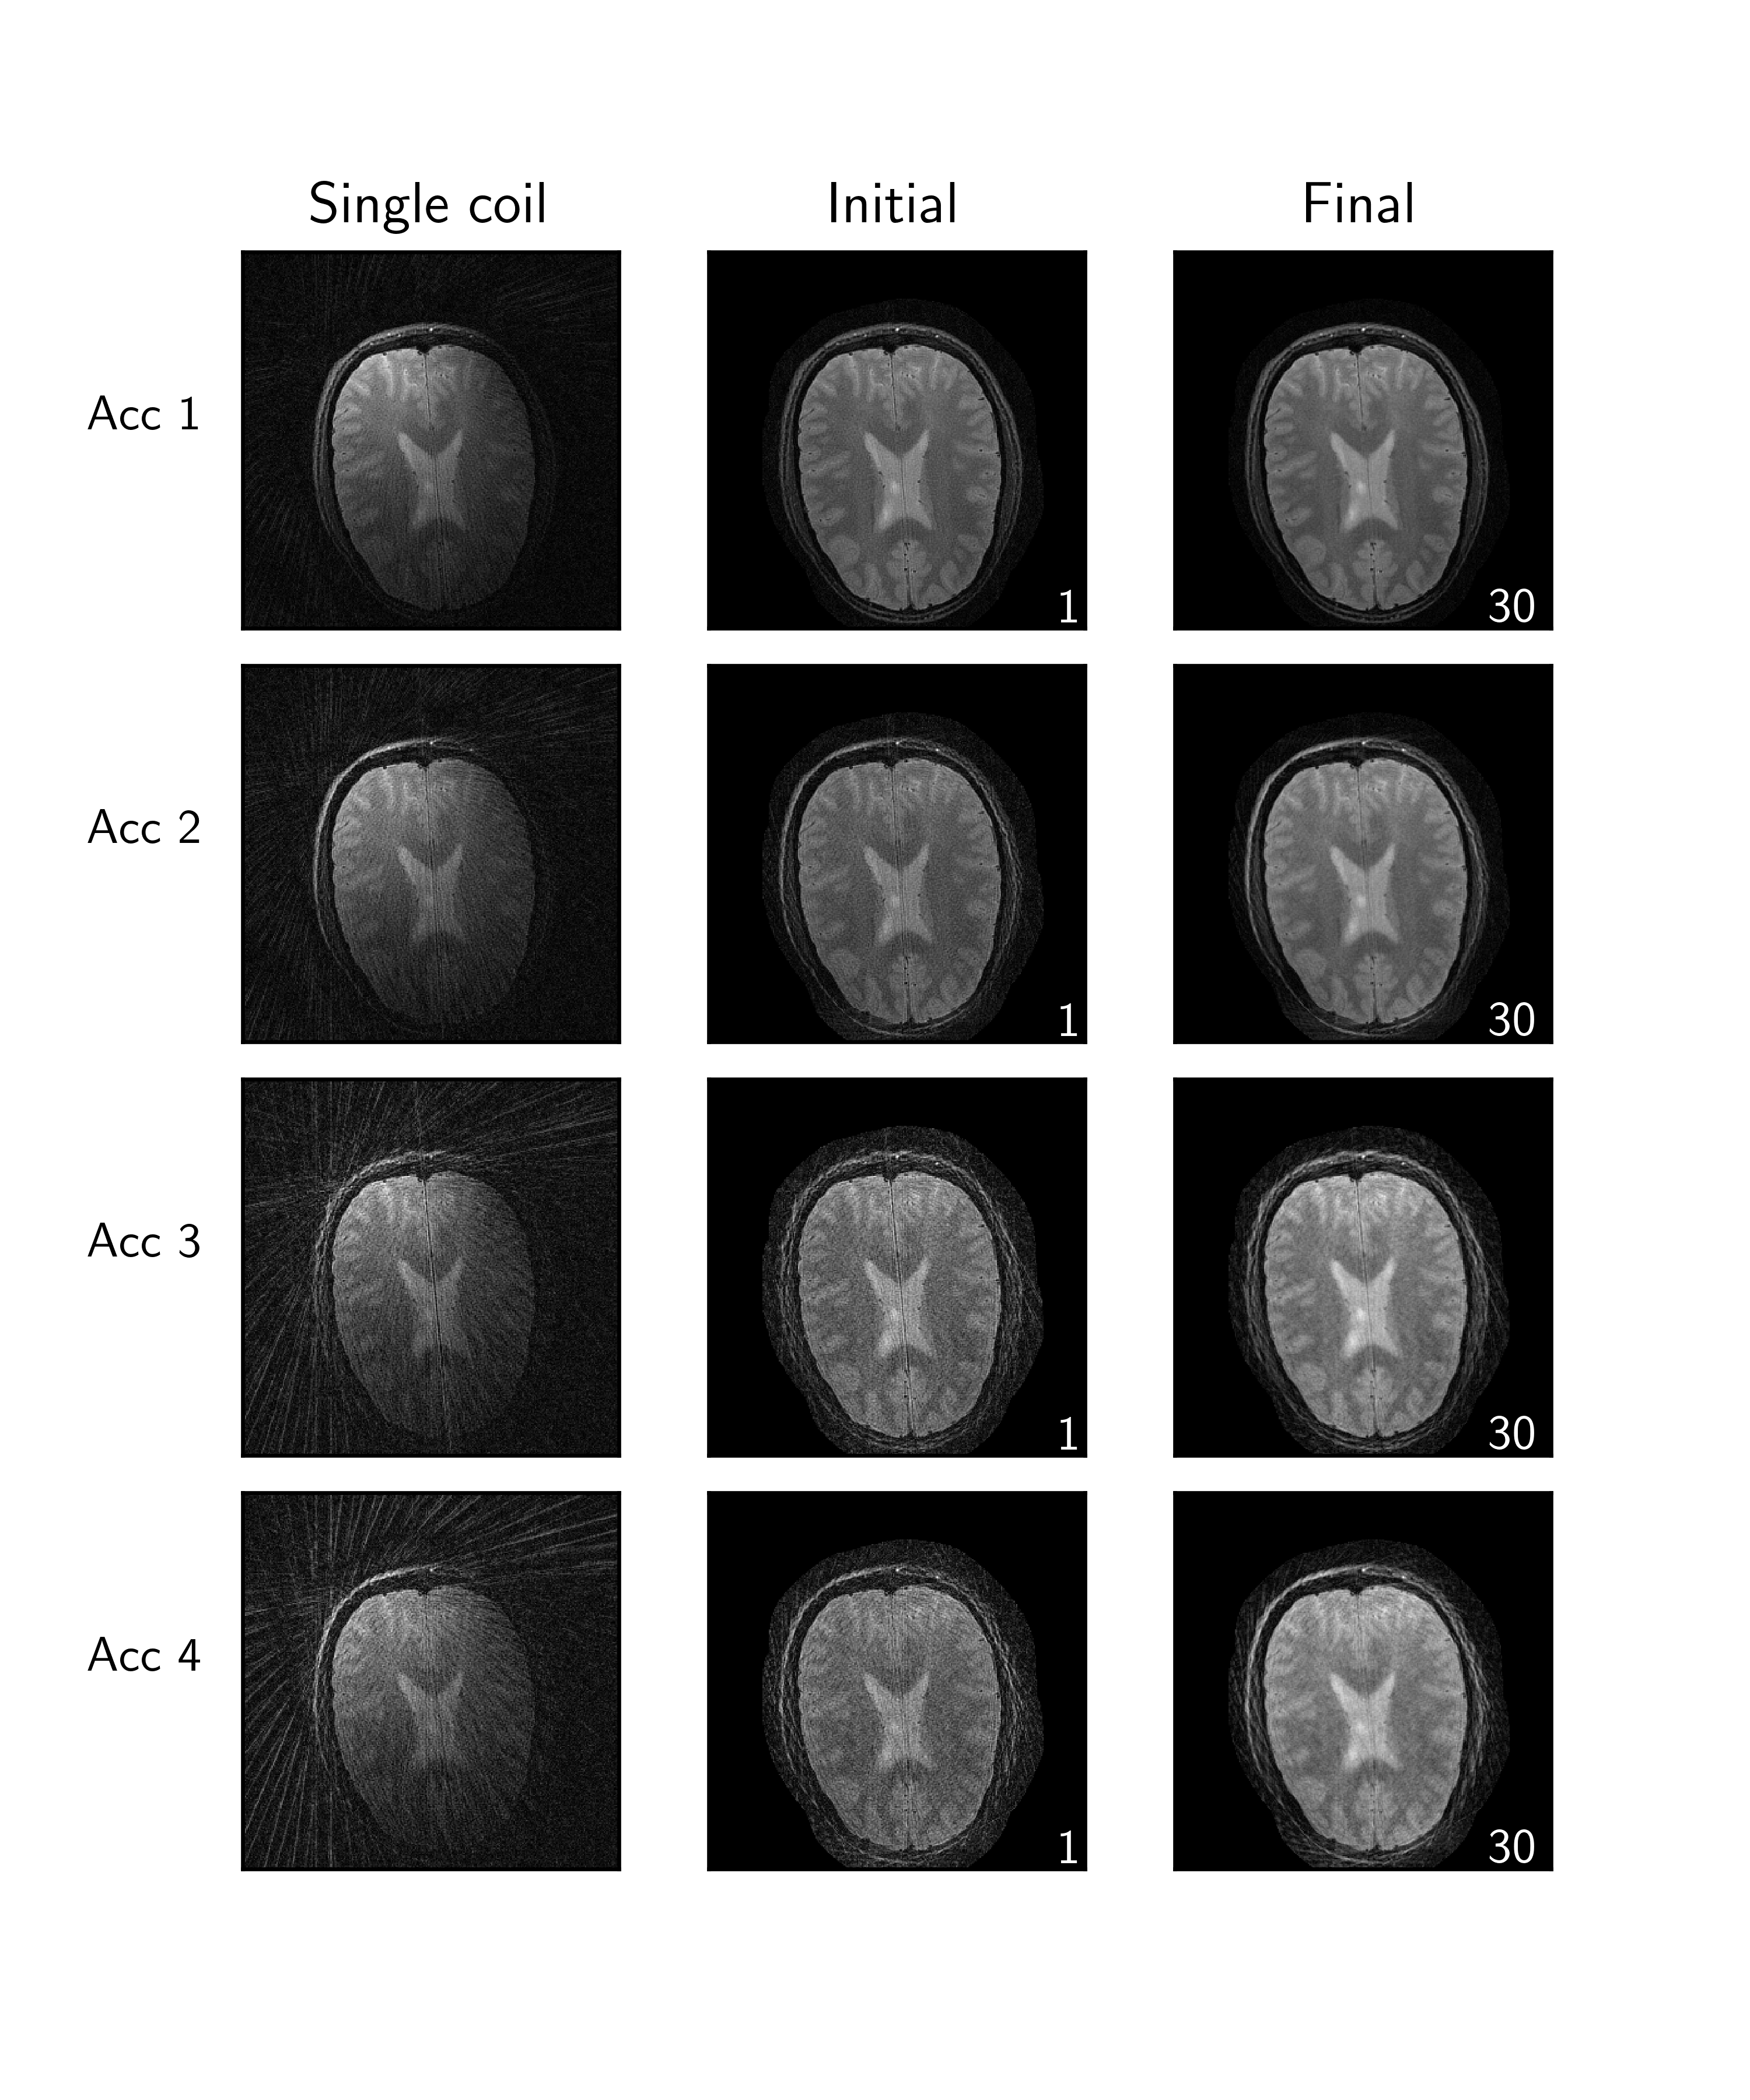 Single coil Initial Final
Acc 1
1 30
Acc 2
1 30
Acc 3
1 30
Acc 4
1 30